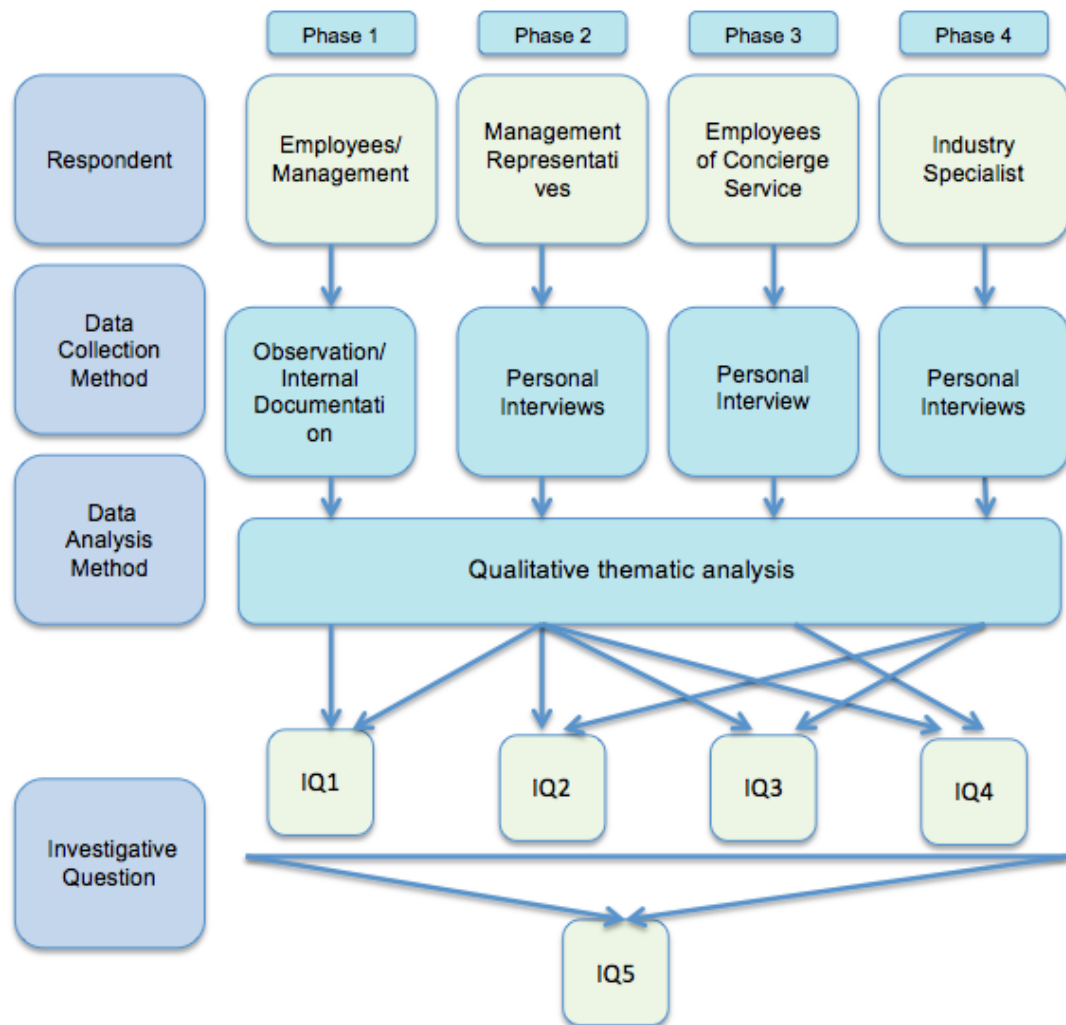 Phase 1
Phase 2
Phase 3
Phase 4
Respondent
Employees/
Management
Management
Representati
ves
Employees
of Concierge
Service
Industry
Specialist
Data
Collection
Method
Observation/
Internal
Documentati
on
Personal
Interviews
Personal
Interview
Personal
Interviews
Data
Analysis
Method
Qualitative thematic analysis
Investigative
Question
IQ1
IQ2
IQ3
IQ4
IQ5